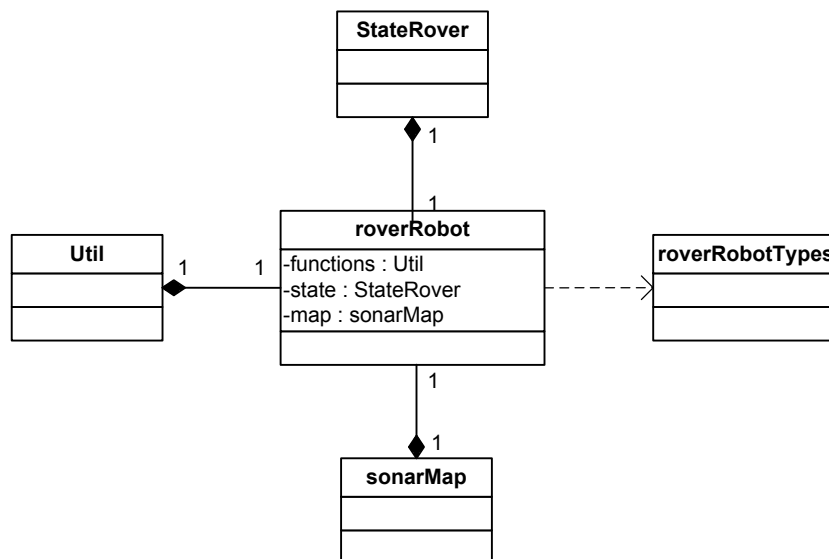 StateRover
1
1
roverRobot
-functions : Util
-state : StateRover
-map : sonarMap
Util
1
1
roverRobotTypes
1
1
sonarMap